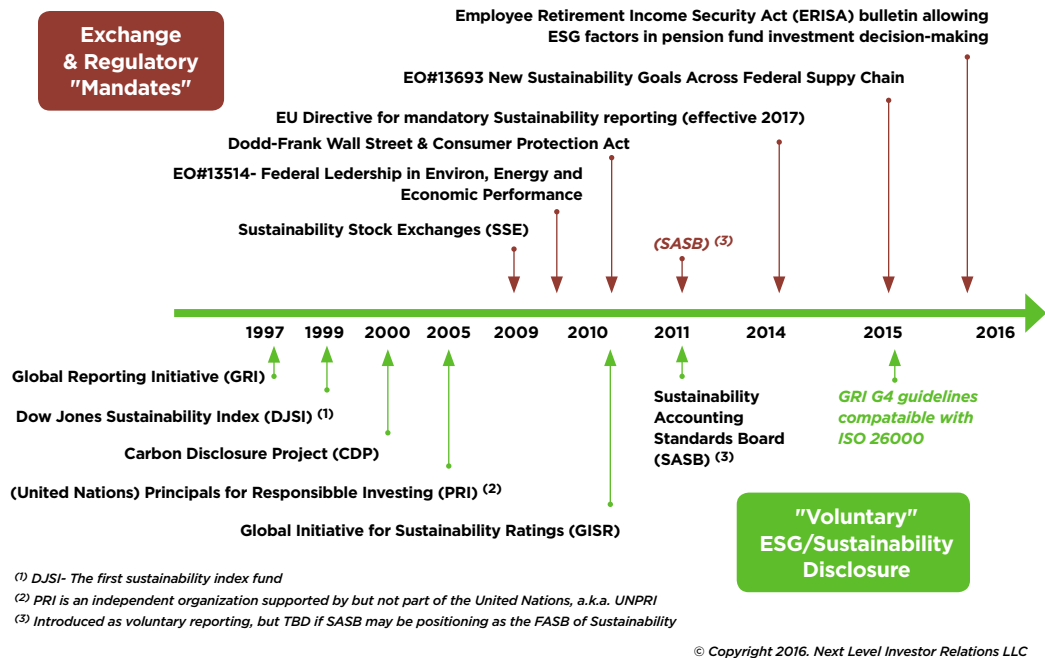 Exchange
& Regulatory
"Mandates"
Employee Retirement Income Security Act (ERISA) bulletin allowing
ESG factors in pension fund investment decision-making
EO#13693 New Sustainability Goals Across Federal Suppy Chain
EU Directive for mandatory Sustainability reporting (effective 2017)
Dodd-Frank Wall Street & Consumer Protection Act
EO#13514- Federal Ledership in Environ, Energy and
Economic Performance
Sustainability Stock Exchanges (SSE)
(SASB) (3)
1997 1999 2000 2005 2009 2010 2011 2014 2015 2016
Global Reporting Initiative (GRI)
Dow Jones Sustainability Index (DJSI) (1)
Carbon Disclosure Project (CDP)
(United Nations) Principals for Responsibble Investing (PRI) (2)
Global Initiative for Sustainability Ratings (GISR)
Sustainability
Accounting
Standards Board
(SASB) (3)
GRI G4 guidelines
compataible with
ISO 26000
"Voluntary"
ESG/Sustainability
Disclosure
(1) DJSI- The first sustainability index fund
(2) PRI is an independent organization supported by but not part of the United Nations, a.k.a. UNPRI
(3) Introduced as voluntary reporting, but TBD if SASB may be positioning as the FASB of Sustainability
© Copyright 2016. Next Level Investor Relations LLC